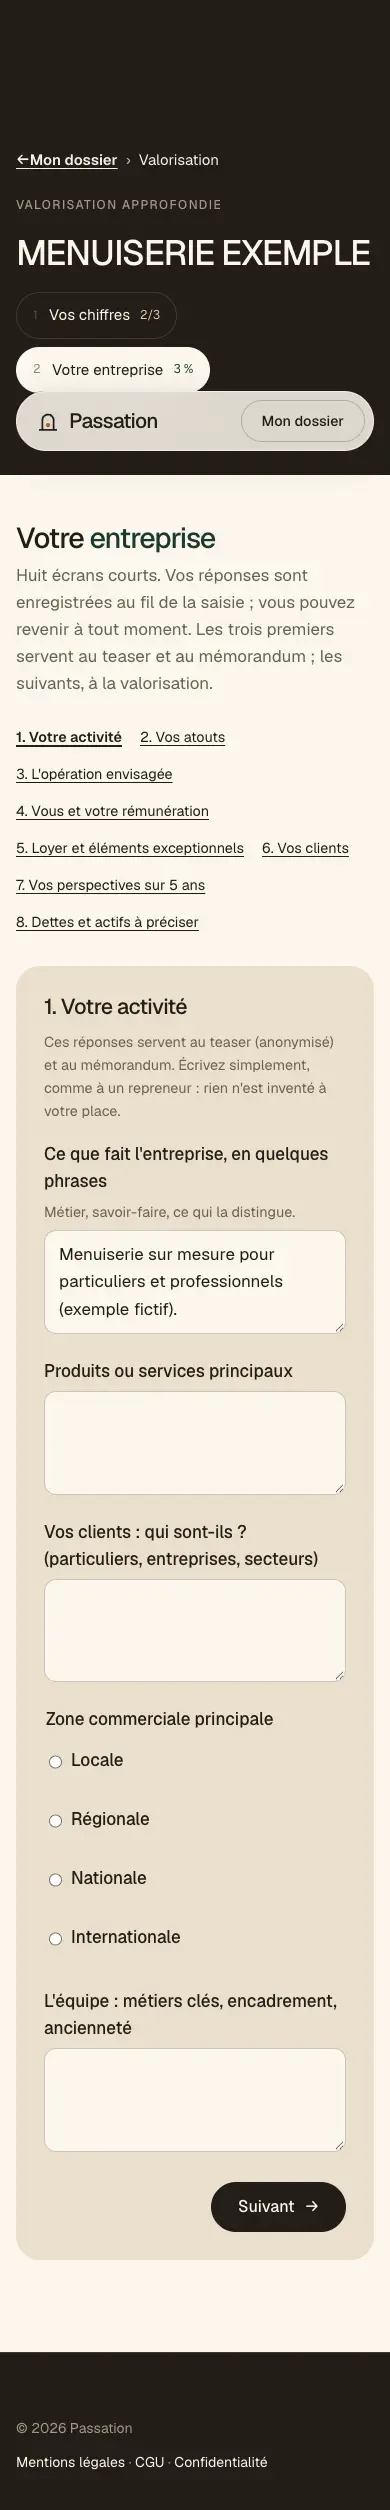 ←Mon dossier › Valorisation
VALORISATION APPROFONDIE
MENUISERIE EXEMPLE
1 Vos chiffres 2/3
2 Votre entreprise 3 %
Passation Mon dossier
Votre entreprise
Huit écrans courts. Vos réponses sont
enregistrées au fil de la saisie ; vous pouvez
revenir à tout moment. Les trois premiers
servent au teaser et au mémorandum ; les
suivants, à la valorisation.
1. Votre activité 2. Vos atouts
3. L'opération envisagée
4. Vous et votre rémunération
5. Loyer et éléments exceptionnels 6. Vos clients
7. Vos perspectives sur 5 ans
8. Dettes et actifs à préciser
1. Votre activité
Ces réponses servent au teaser (anonymisé)
et au mémorandum. Écrivez simplement,
comme à un repreneur : rien n'est inventé à
votre place.
Ce que fait l'entreprise, en quelques
phrases
Métier, savoir-faire, ce qui la distingue.
Menuiserie sur mesure pour
particuliers et professionnels
(exemple fictif).
Produits ou services principaux
Vos clients : qui sont-ils ?
(particuliers, entreprises, secteurs)
Zone commerciale principale
Locale
Régionale
Nationale
Internationale
L'équipe : métiers clés, encadrement,
ancienneté
Suivant →
© 2026 Passation
Mentions légales · CGU · Confidentialité